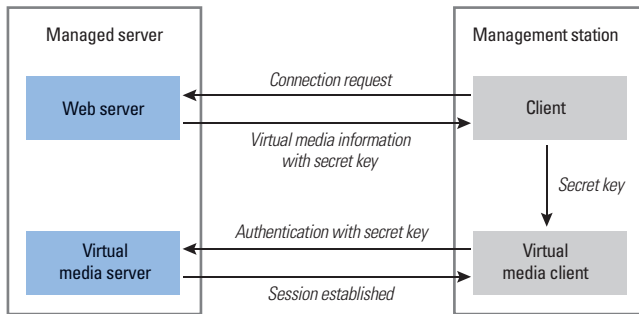 Managed server
Management station
Connection request
Web server
Client
Virtual media information
with secret key
Secret key
Authentication with secret key
Virtual
media server
Virtual
media client
Session established